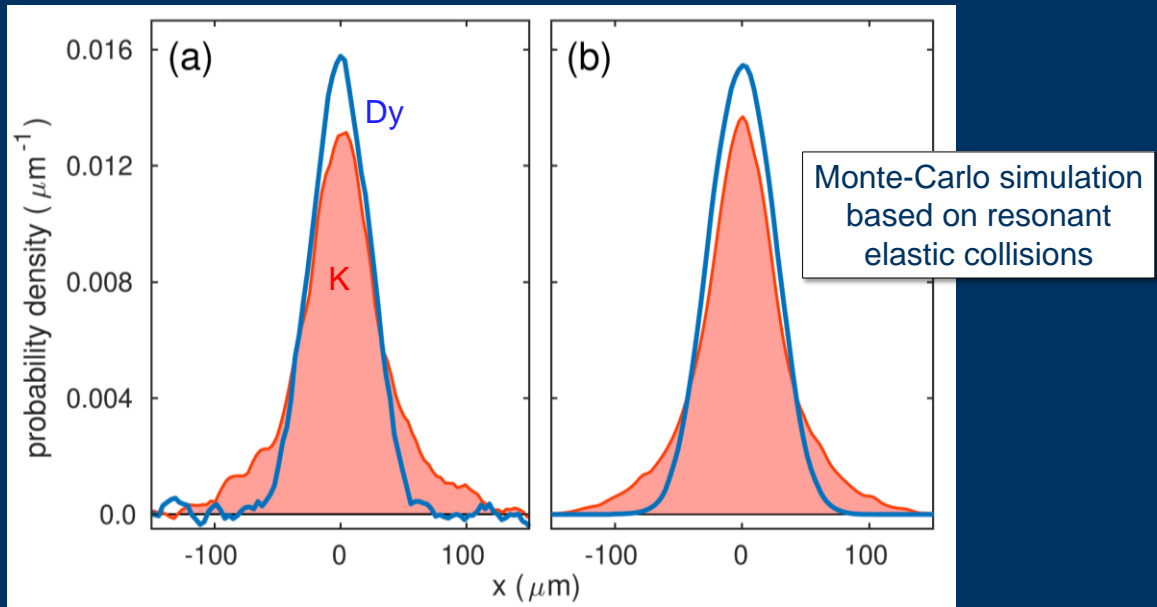 (a)
(b)
Dy
K
Monte-Carlo simulation
based on resonant
elastic collisions
probability density ( μm⁻¹)
0.016
0.012
0.008
0.004
0.0
-100
0
100
-100
0
100
x ( μm)